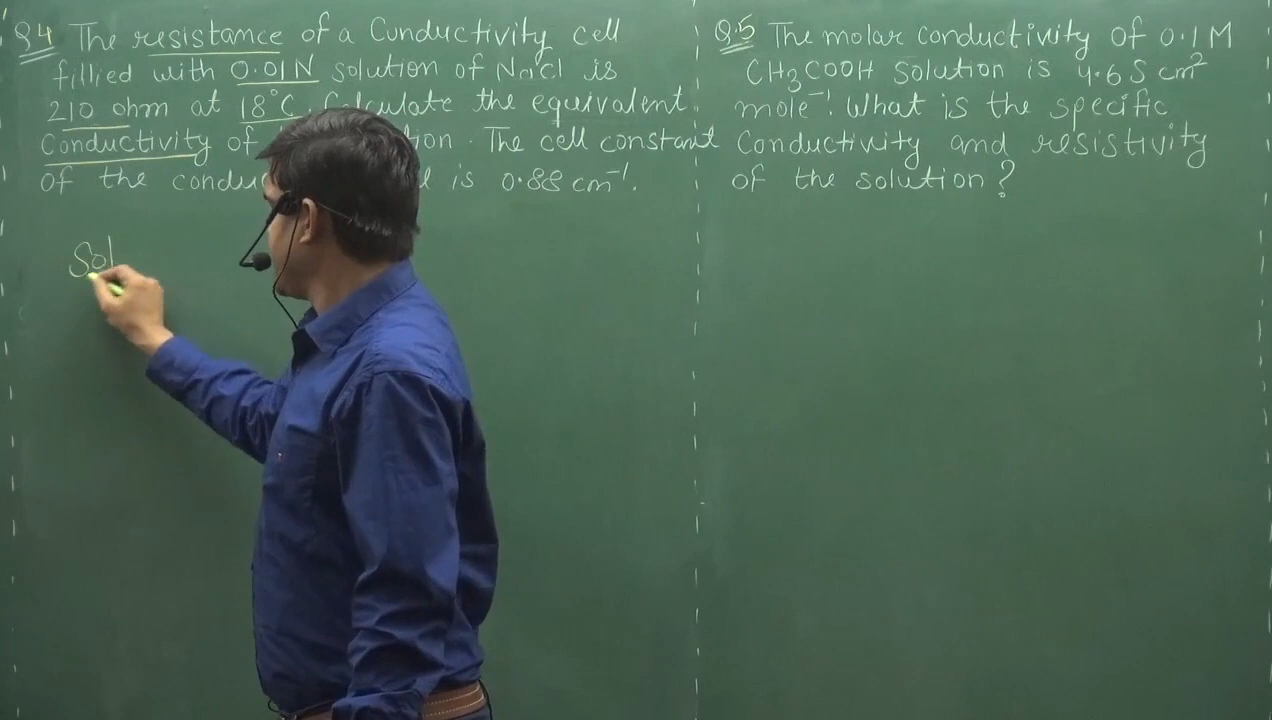 Q.4 The resistance of a Conductivity cell
fillied with 0.01N solution of NaCl is
210 ohm at 18°C. Calculate the equivalent
Conductivity of
The cell constant
of the is 0.88 cm⁻¹.
Sol
Q.5 The molar conductivity of 0.1 M
CH3COOH solution is 4.6 S cm²
mole⁻¹. What is the specific
Conductivity and resistivity
of the solution?